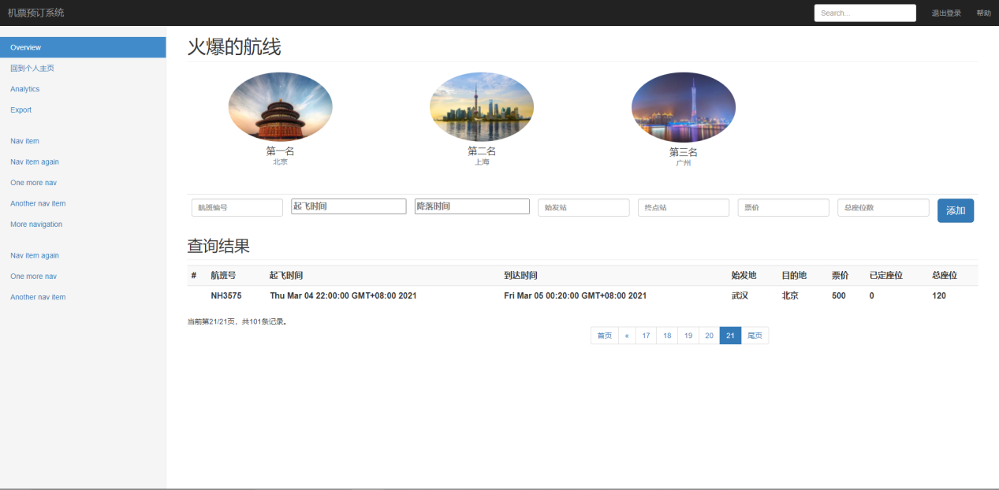 机票预订系统 Search... 退出登录 帮助
Overview
回到个人主页
Analytics
Export
Nav item
Nav item again
One more nav
Another nav item
More navigation
Nav item again
One more nav
Another nav item
火爆的航线
第一名 第二名 第三名
北京 上海 广州
航班编号 起飞时间 降落时间 始发站 终点站 票价 总座位数 添加
查询结果
# 航班号 起飞时间 到达时间 始发地 目的地 票价 已定座位 总座位
NH3575 Thu Mar 04 22:00:00 GMT+08:00 2021 Fri Mar 05 00:20:00 GMT+08:00 2021 武汉 北京 500 0 120
当前第21/21页，共101条记录。
首页 « 17 18 19 20 21 尾页